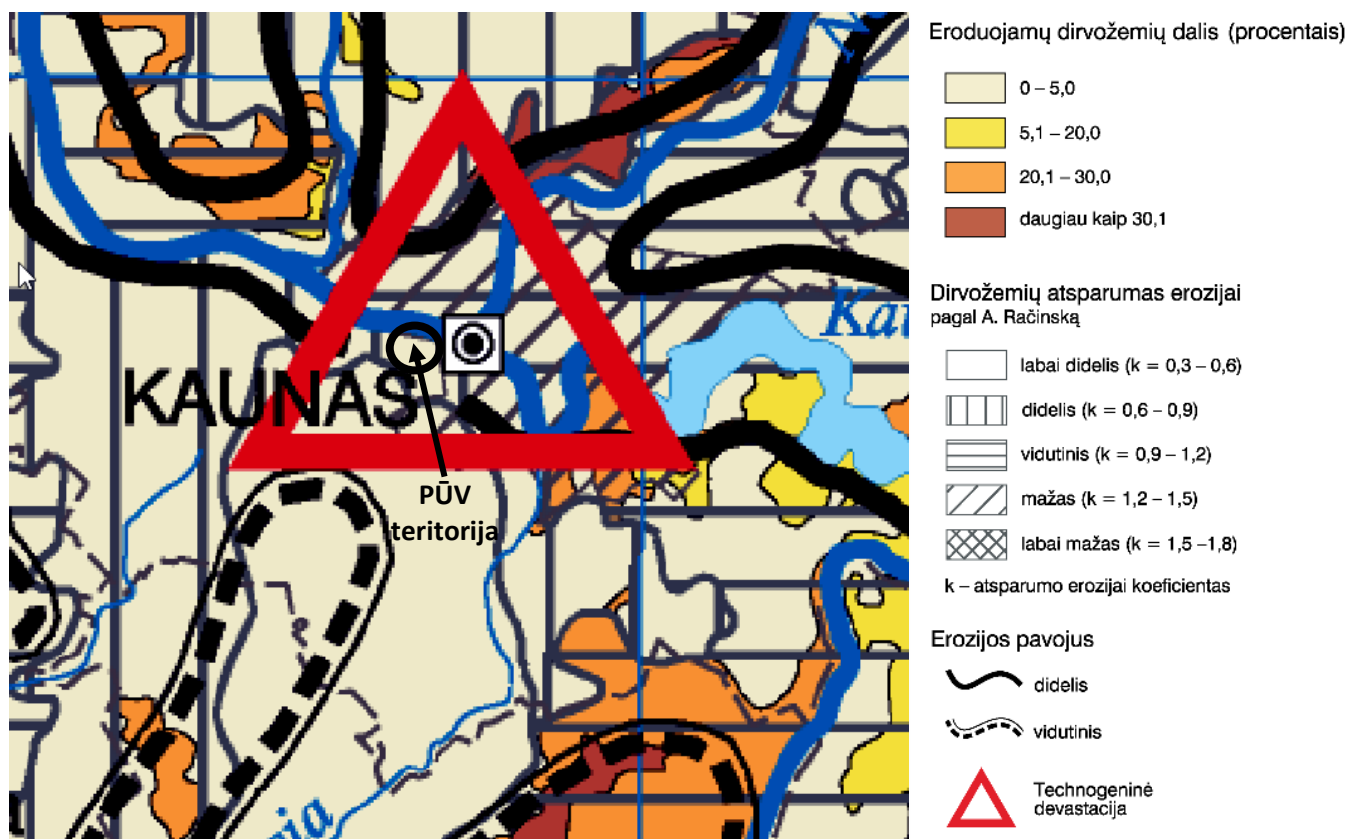 KAUNAS
PŪV
teritorija
Kau
Eroduojamų dirvožemių dalis (procentais)
0 – 5,0
5,1 – 20,0
20,1 – 30,0
daugiau kaip 30,1
Dirvožemių atsparumas erozijai
pagal A. Račinską
labai didelis (k = 0,3 – 0,6)
didelis (k = 0,6 – 0,9)
vidutinis (k = 0,9 – 1,2)
mažas (k = 1,2 – 1,5)
labai mažas (k = 1,5 –1,8)
k – atsparumo erozijai koeficientas
Erozijos pavojus
didelis
vidutinis
Technogeninė
devastacija